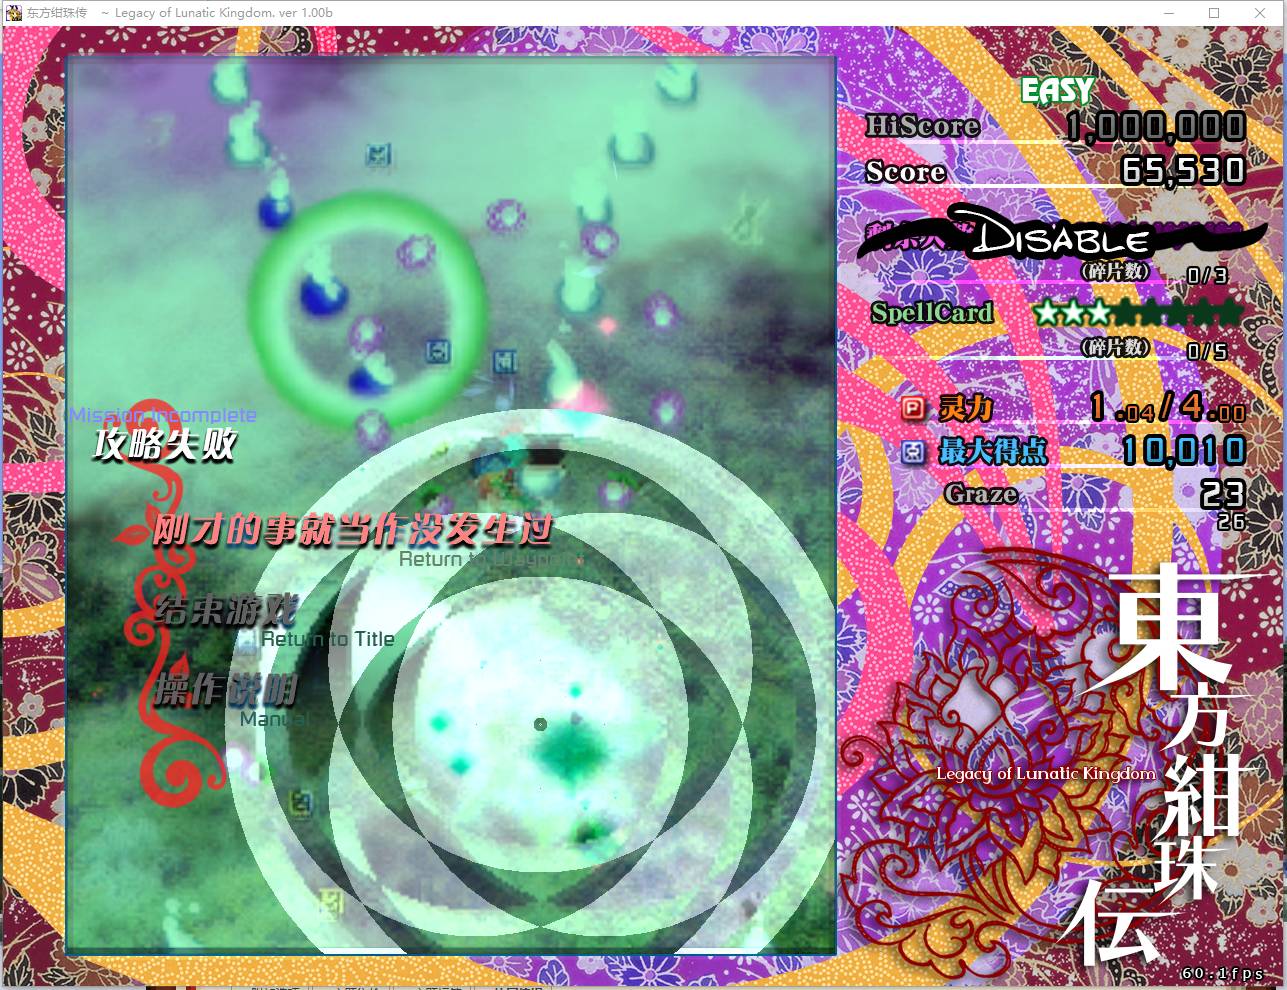 东方绀珠传 ~ Legacy of Lunatic Kingdom. ver 1.00b
EASY
HiScore 1,000,000
Score 65,530
DISABLE
(碎片数) 0/3
SpellCard
(碎片数) 0/5
灵力 1.04/4.00
最大得点 10,010
Graze 23
26
Mission Incomplete
攻略失败
刚才的事就当作没发生过
Return to
结束游戏
Return to Title
操作说明
Manual
東方紺珠伝
Legacy of Lunatic Kingdom
60.1fps